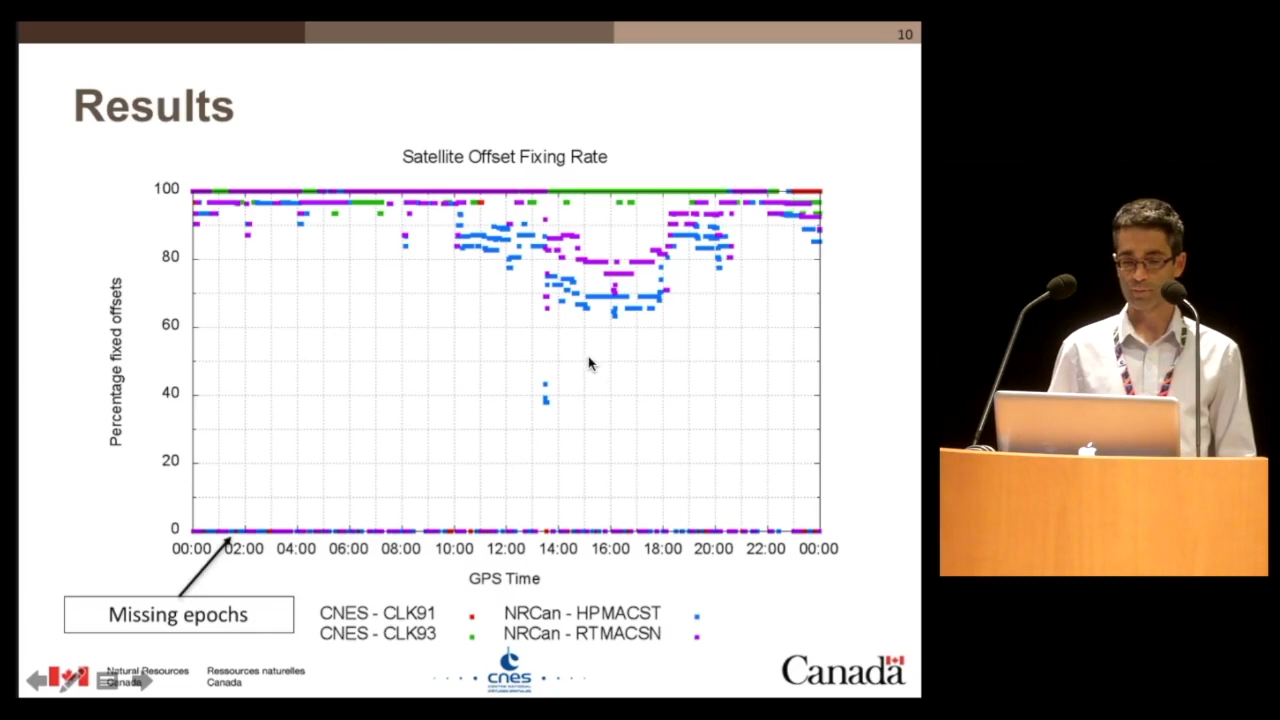 10
Results
Satellite Offset Fixing Rate
100
80
60
40
20
0
Percentage fixed offsets
00:00 02:00 04:00 06:00 08:00 10:00 12:00 14:00 16:00 18:00 20:00 22:00 00:00
GPS Time
Missing epochs
CNES - CLK91 NRCan - HPMACST
CNES - CLK93 NRCan - RTMACSN
Natural Resources Ressources naturelles
Canada Canada
cnes
Canada